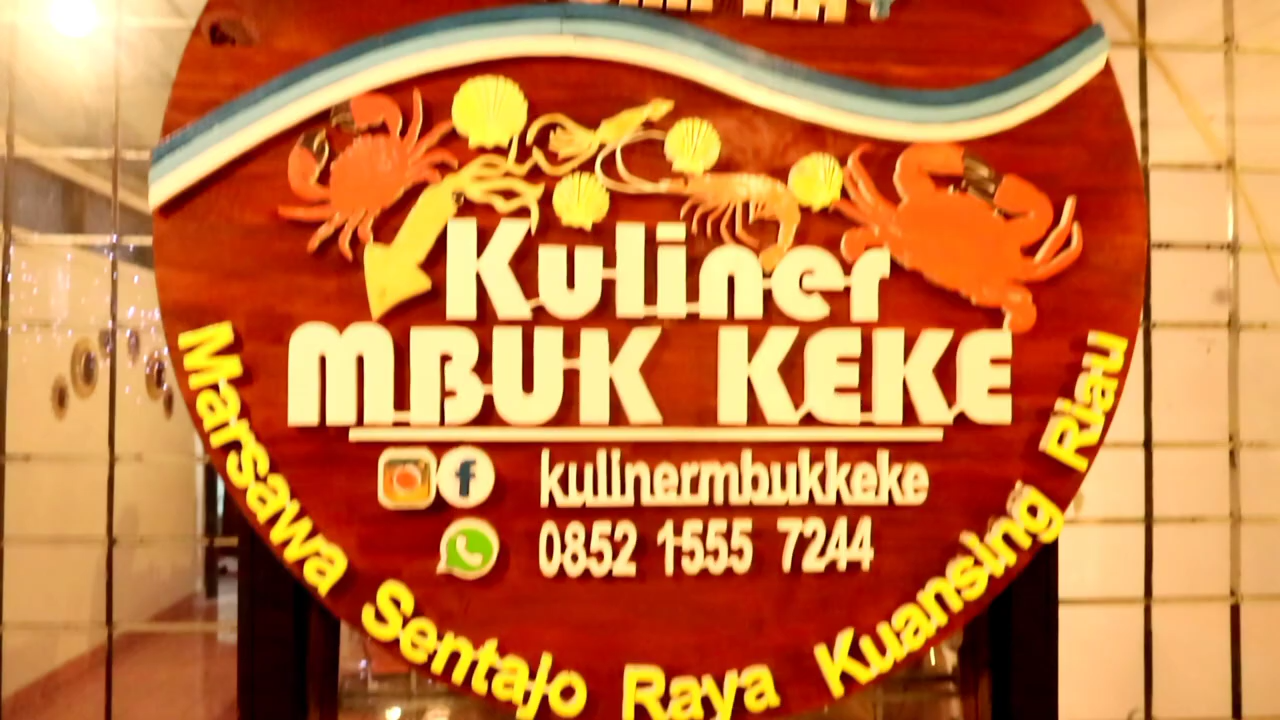 Kuliner
MBUK KEKE
kulinermbukkeke
0852 1555 7244
Marsawa Sentajo Raya Kuansing Riau